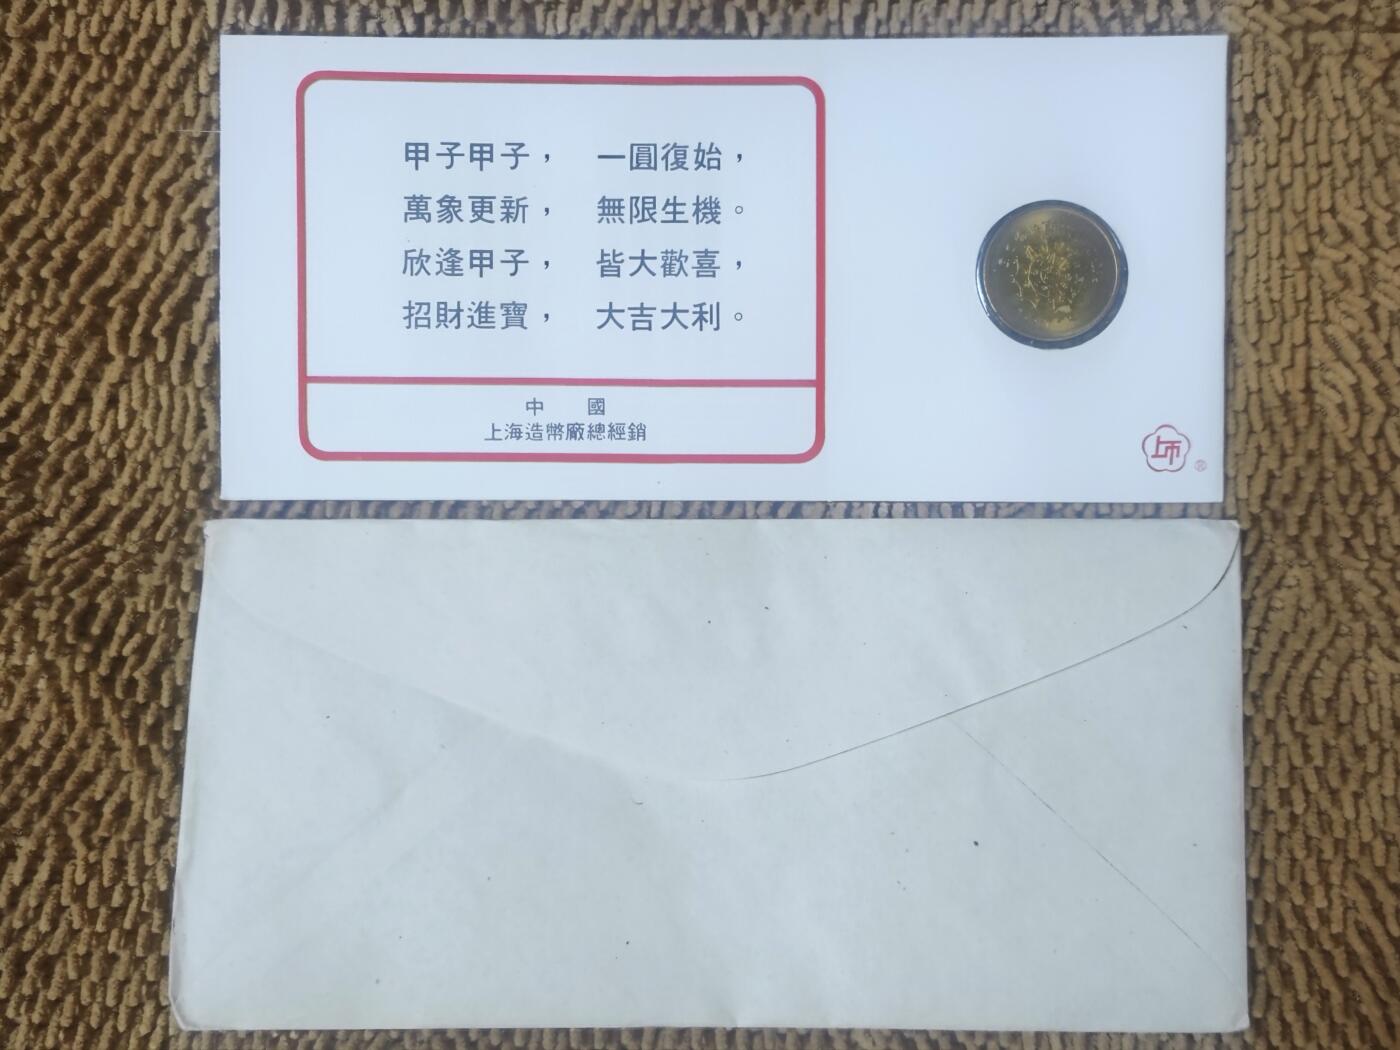 甲子甲子，　一圓復始，
萬象更新，　無限生機。
欣逢甲子，　皆大歡喜，
招財進寶，　大吉大利。
中　　國
上海造幣廠總經銷
上币
®